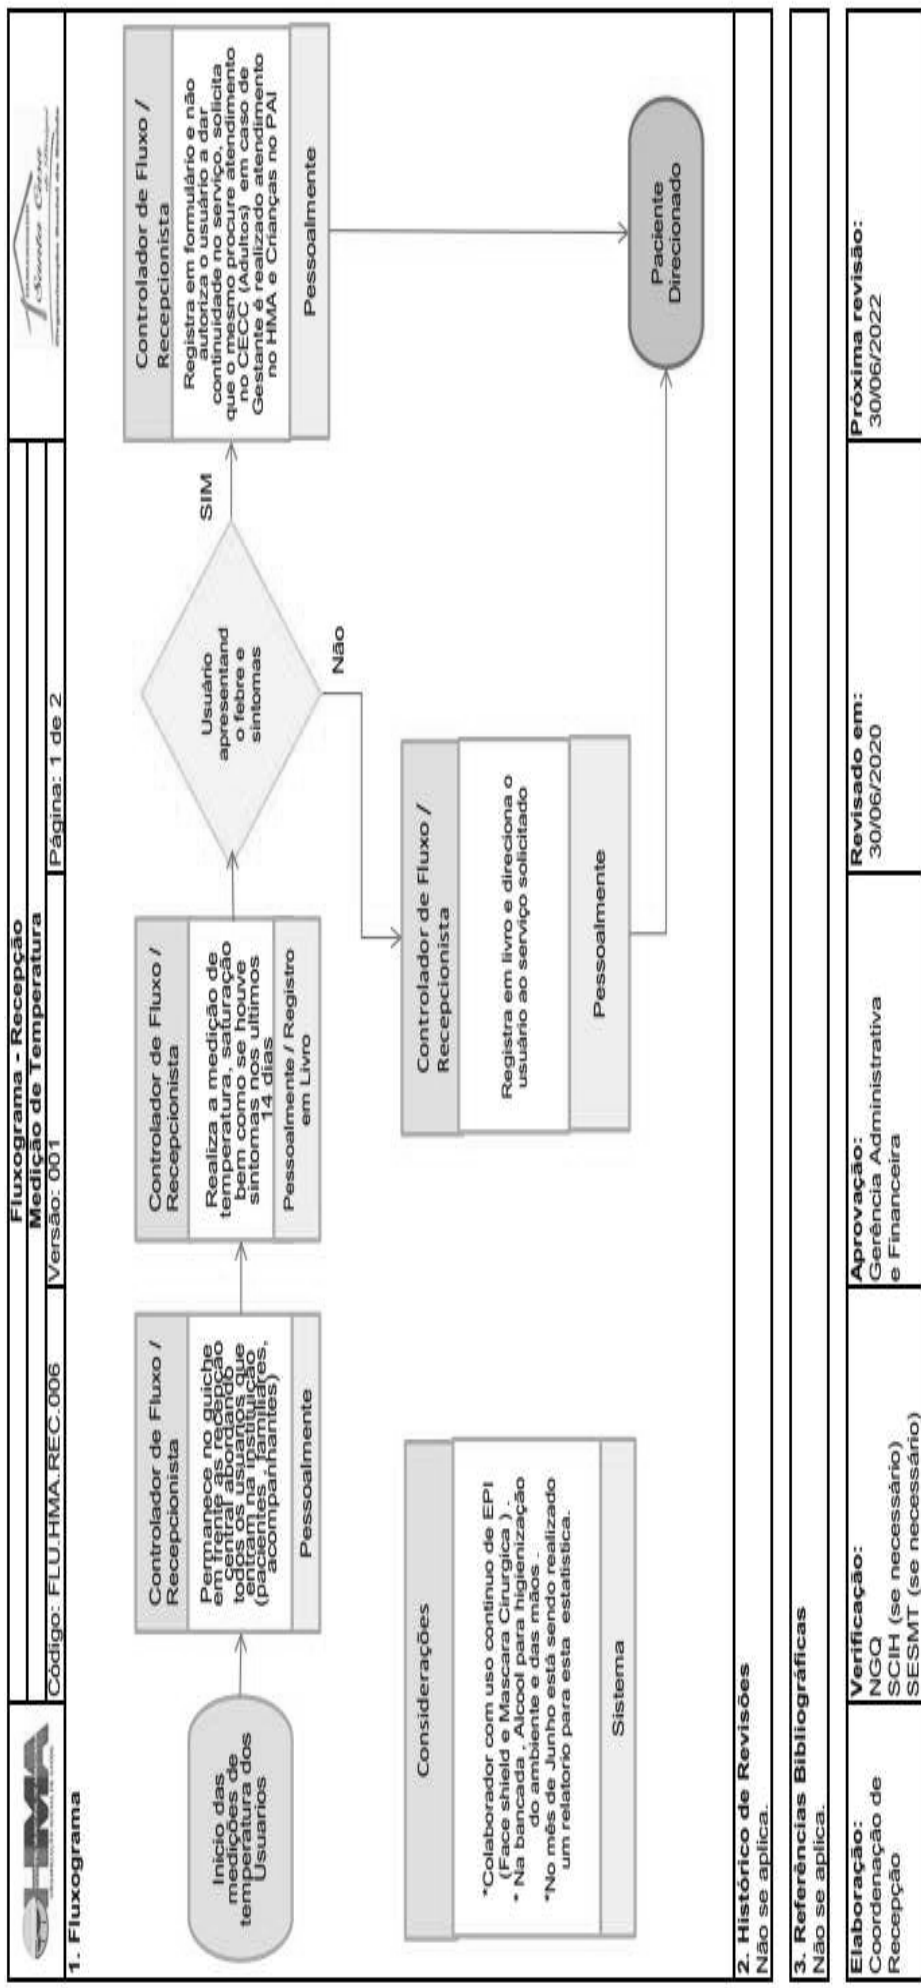 HMA
Fluxograma - Recepção
Medição de Temperatura
Código: FLU.HMA.REC.006
Versão: 001
Página: 1 de 2
Santa Casa
1. Fluxograma
Inicio das
medições de
temperatura dos
Usuarios
Controlador de Fluxo /
Recepcionista
Permanece no guiche
em frente as recepção
central abordando
todos os usuários que
entram na instituição
(pacientes, familiares,
acompanhantes)
Pessoalmente
Controlador de Fluxo /
Recepcionista
Realiza a medição de
temperatura, saturação
bem como se houve
sintomas nos ultimos
14 dias
Pessoalmente / Registro
em Livro
Usuário
apresentand
o febre e
sintomas
SIM
Não
Controlador de Fluxo /
Recepcionista
Registra em formulário e não
autoriza o usuário a dar
continuidade no serviço, solicita
que o mesmo procure atendimento
no CECC (Adultos) em caso de
Gestante é realizado atendimento
no HMA e Crianças no PAI
Pessoalmente
Controlador de Fluxo /
Recepcionista
Registra em livro e direciona o
usuário ao serviço solicitado
Pessoalmente
Paciente
Direcionado
Considerações
*Colaborador com uso continuo de EPI
(Face shield e Mascara Cirurgica ) .
* Na bancada , Alcool para higienização
do ambiente e das mãos .
*No mês de Junho está sendo realizado
um relatorio para esta estatistica.
Sistema
2. Histórico de Revisões
Não se aplica.
3. Referências Bibliográficas
Não se aplica.
Elaboração:
Coordenação de
Recepção
Verificação:
NGQ
SCIH (se necessário)
SESMT (se necessário)
Aprovação:
Gerência Administrativa
e Financeira
Revisado em:
30/06/2020
Próxima revisão:
30/06/2022